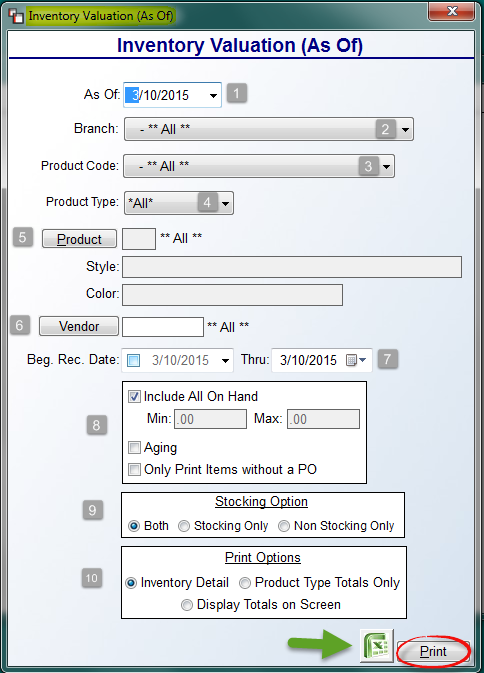 Inventory Valuation (As Of)
Inventory Valuation (As Of)
As Of: 3/10/2015 1
Branch: - ** All ** 2
Product Code: - ** All ** 3
Product Type: *All* 4
5 Product ** All **
Style:
Color:
6 Vendor ** All **
Beg. Rec. Date: 3/10/2015 Thru: 3/10/2015 7
Include All On Hand
8 Min: .00 Max: .00
Aging
Only Print Items without a PO
9 Stocking Option
Both Stocking Only Non Stocking Only
Print Options
10 Inventory Detail Product Type Totals Only
Display Totals on Screen
Print